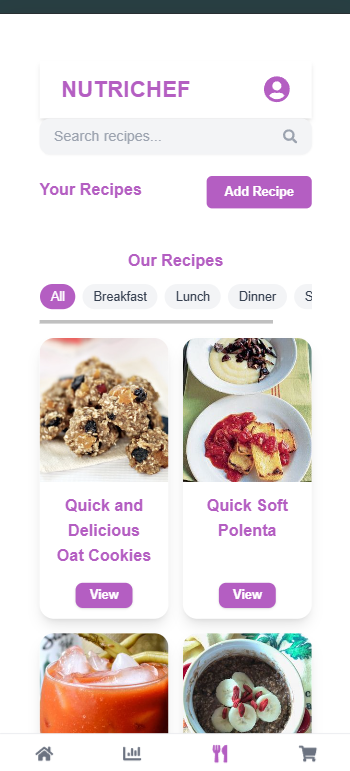 NUTRICHEF
Search recipes...
Your Recipes
Add Recipe
Our Recipes
All
Breakfast
Lunch
Dinner
S
Quick and
Delicious
Oat Cookies
View
Quick Soft
Polenta
View